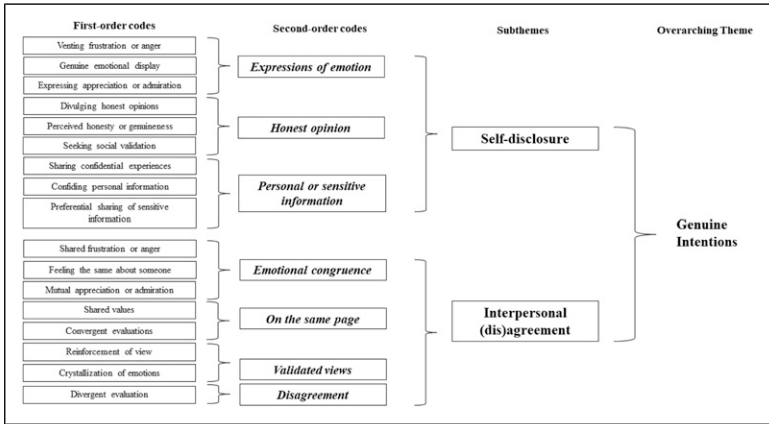 First-order codes
Second-order codes
Subthemes
Overarching Theme
Venting frustration or anger
Genuine emotional display
Expressing appreciation or admiration
Expressions of emotion
Divulging honest opinions
Perceived honesty or genuineness
Seeking social validation
Honest opinion
Sharing confidential experiences
Confiding personal information
Preferential sharing of sensitive
information
Personal or sensitive
information
Self-disclosure
Shared frustration or anger
Feeling the same about someone
Mutual appreciation or admiration
Emotional congruence
Shared values
Convergent evaluations
On the same page
Reinforcement of view
Crystallization of emotions
Validated views
Divergent evaluation
Disagreement
Interpersonal
(dis)agreement
Genuine
Intentions